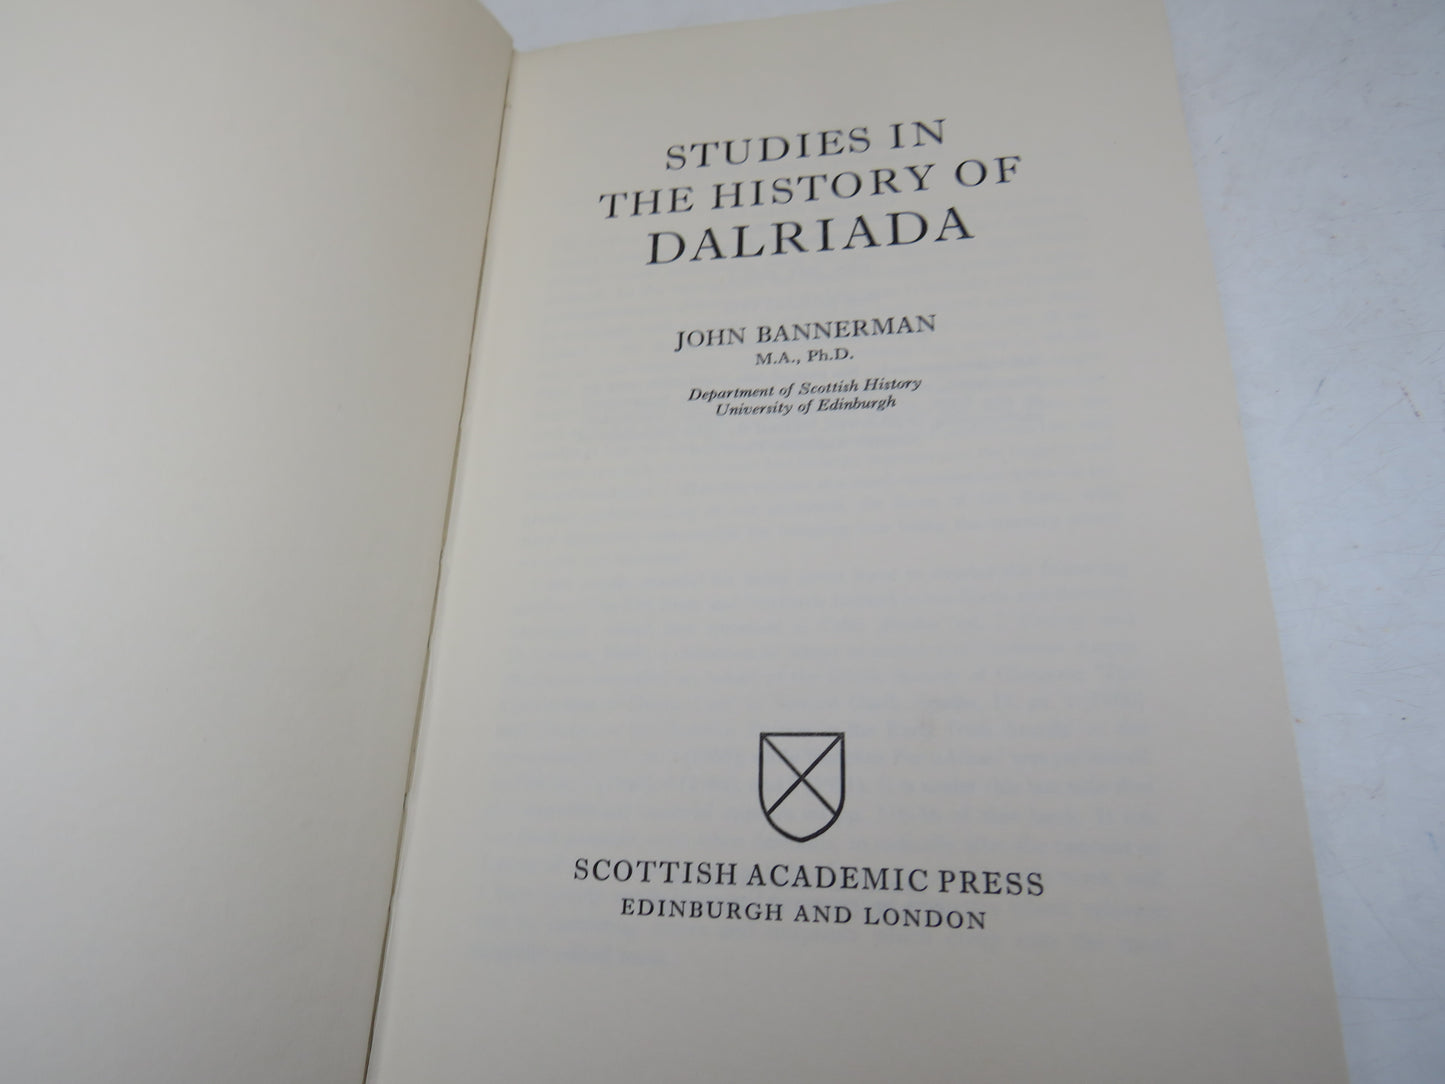 STUDIES IN
THE HISTORY OF
DALRIADA
JOHN BANNERMAN
M.A., Ph.D.
Department of Scottish History
University of Edinburgh
SCOTTISH ACADEMIC PRESS
EDINBURGH AND LONDON